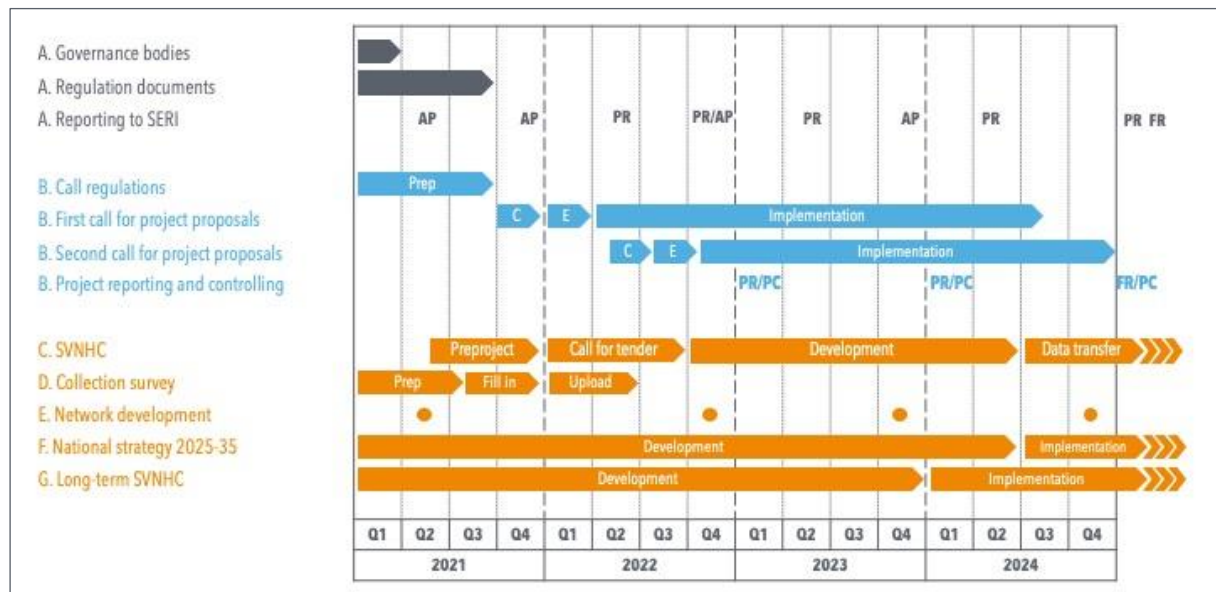 A. Governance bodies
A. Regulation documents
A. Reporting to SERI AP AP PR PR/AP PR AP PR PR FR
B. Call regulations Prep
B. First call for project proposals C E Implementation
B. Second call for project proposals C E Implementation
B. Project reporting and controlling PR/PC PR/PC FR/PC
C. SVNHC Preproject Call for tender Development Data transfer
D. Collection survey Prep Fill in Upload
E. Network development
F. National strategy 2025-35 Development Implementation
G. Long-term SVNHC Development Implementation
Q1 Q2 Q3 Q4 Q1 Q2 Q3 Q4 Q1 Q2 Q3 Q4 Q1 Q2 Q3 Q4
2021 2022 2023 2024